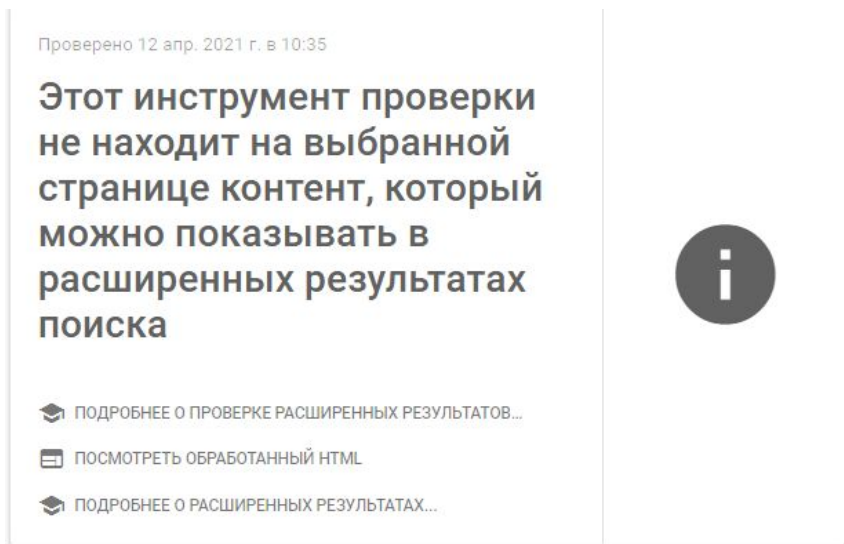 Проверено 12 апр. 2021 г. в 10:35
Этот инструмент проверки
не находит на выбранной
странице контент, который
можно показывать в
расширенных результатах
поиска
ПОДРОБНЕЕ О ПРОВЕРКЕ РАСШИРЕННЫХ РЕЗУЛЬТАТОВ...
ПОСМОТРЕТЬ ОБРАБОТАННЫЙ HTML
ПОДРОБНЕЕ О РАСШИРЕННЫХ РЕЗУЛЬТАТАХ...